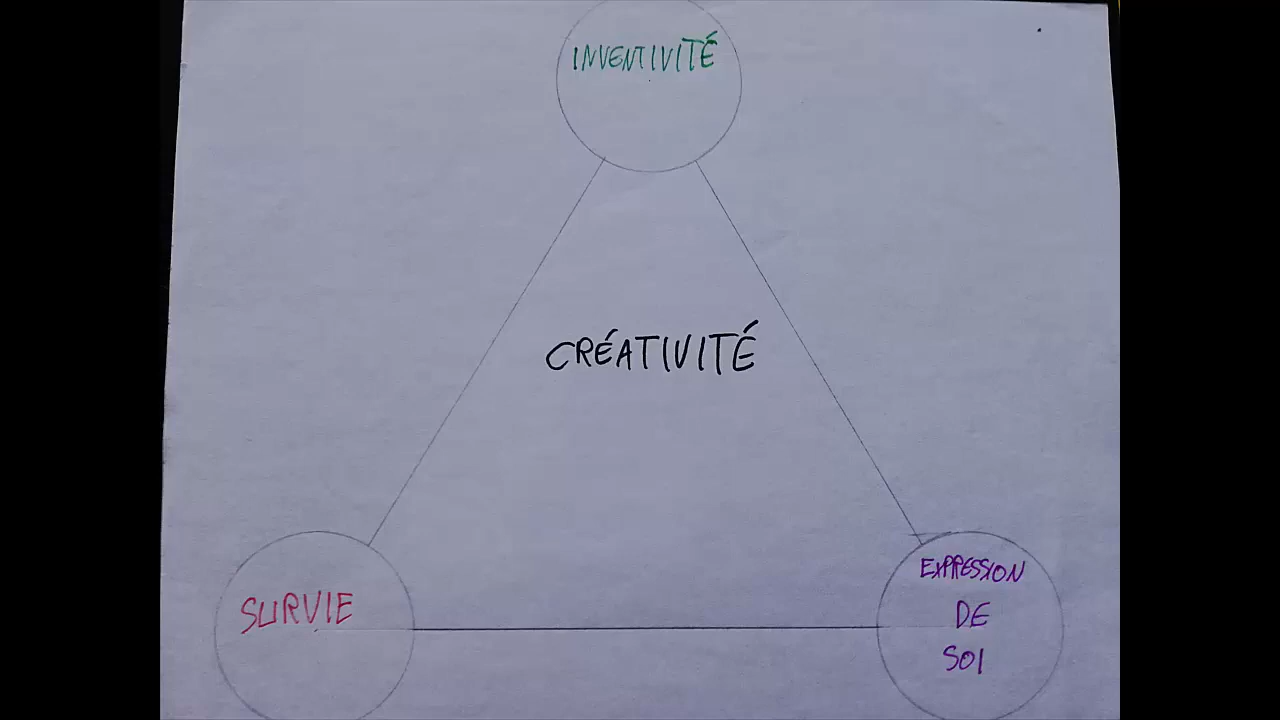 INVENTIVITÉ
CRÉATIVITÉ
SURVIE
EXPRESSION
DE
SOI